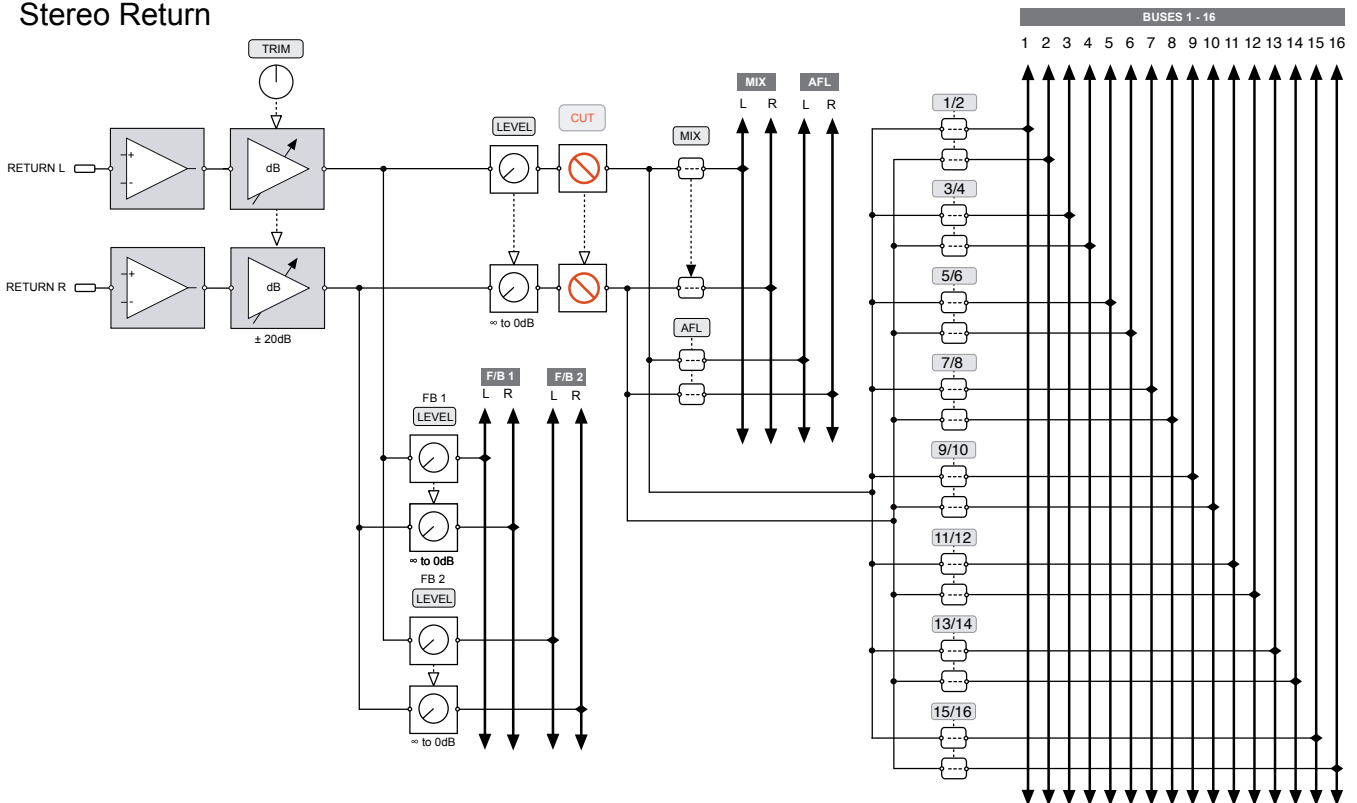 Stereo Return
BUSES 1 - 16
1 2 3 4 5 6 7 8 9 10 11 12 13 14 15 16
TRIM
MIX AFL
L R L R
LEVEL
CUT
MIX
1/2
+
-
dB
RETURN L
3/4
+
-
dB
RETURN R
± 20dB
∞ to 0dB
5/6
AFL
7/8
F/B 1 F/B 2
L R L R
FB 1
LEVEL
9/10
∞ to 0dB
11/12
FB 2
LEVEL
13/14
15/16
∞ to 0dB